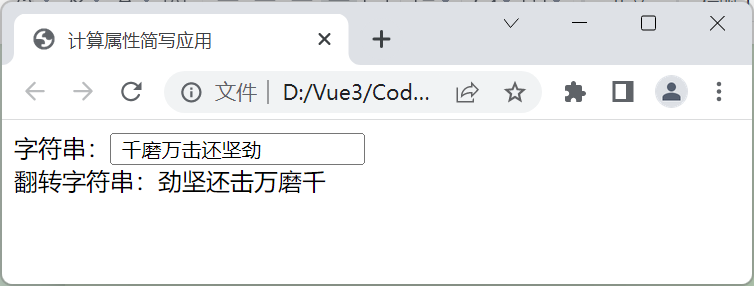 计算属性简写应用
文件 D:/Vue3/Cod...
字符串：千磨万击还坚劲
翻转字符串：劲坚还击万磨千